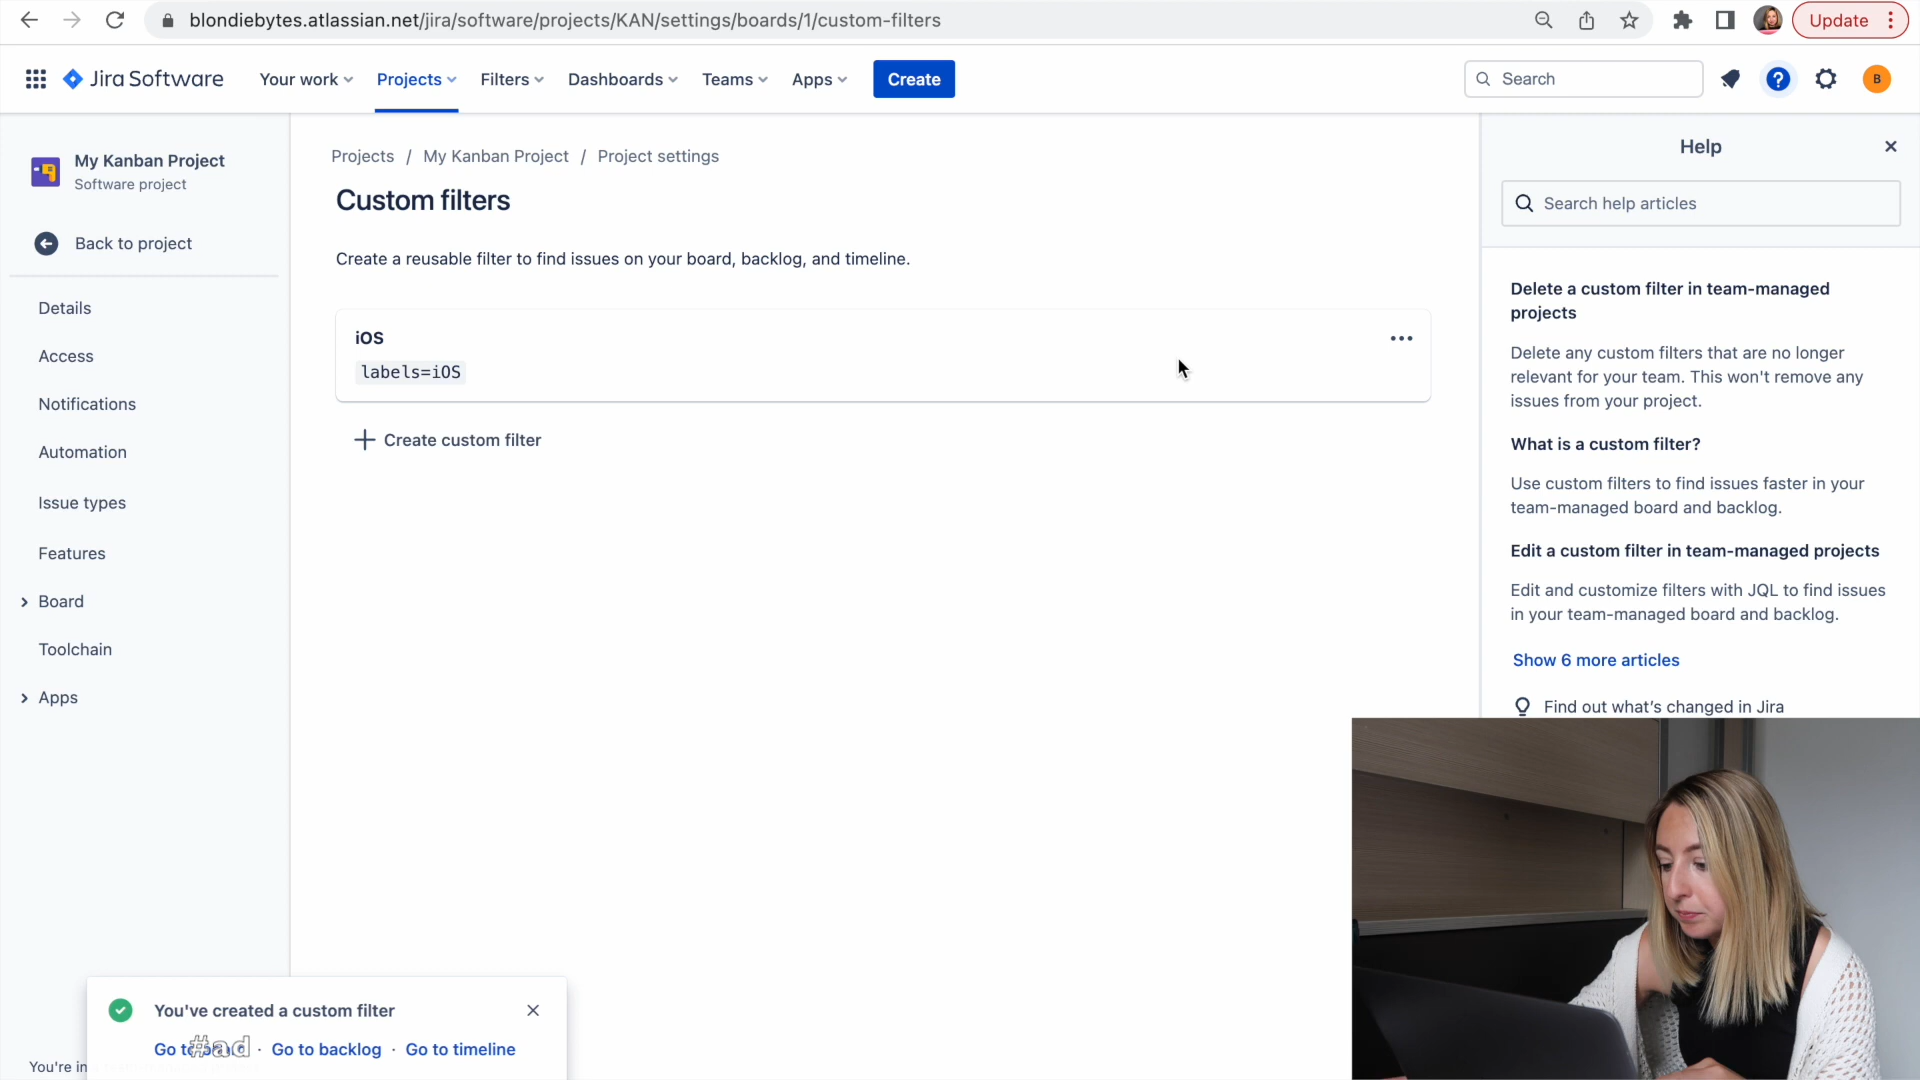 blondiebytes.atlassian.net/jira/software/projects/KAN/settings/boards/1/custom-filters
Update
Jira Software
Your work
Projects
Filters
Dashboards
Teams
Apps
Create
Search
B
My Kanban Project
Software project
Back to project
Details
Access
Notifications
Automation
Issue types
Features
Board
Toolchain
Apps
Projects / My Kanban Project / Project settings
Custom filters
Create a reusable filter to find issues on your board, backlog, and timeline.
iOS
labels=iOS
Create custom filter
Help
Search help articles
Delete a custom filter in team-managed
projects
Delete any custom filters that are no longer
relevant for your team. This won't remove any
issues from your project.
What is a custom filter?
Use custom filters to find issues faster in your
team-managed board and backlog.
Edit a custom filter in team-managed projects
Edit and customize filters with JQL to find issues
in your team-managed board and backlog.
Show 6 more articles
Find out what's changed in Jira
You've created a custom filter
Go to · Go to backlog · Go to timeline
#ad
You're in